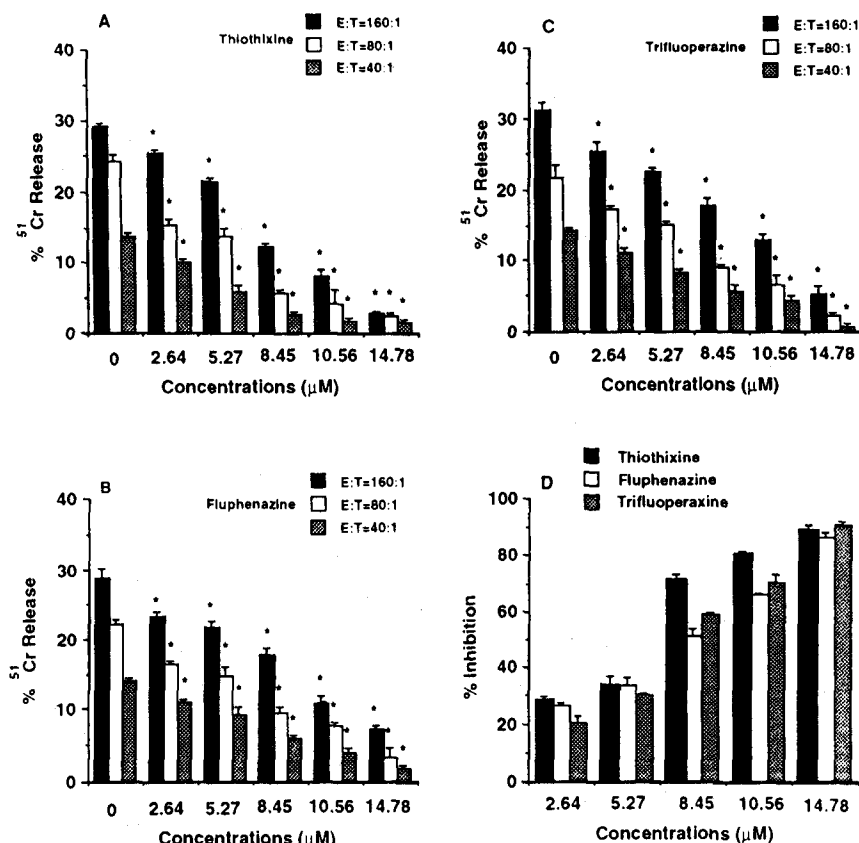 A
Thiothixine
E:T=160:1
E:T=80:1
E:T=40:1
40
30
20
10
0
% 51 Cr Release
* * * * * * * * * * * * * * *
0 2.64 5.27 8.45 10.56 14.78
Concentrations (µM)
C
Trifluoperazine
E:T=160:1
E:T=80:1
E:T=40:1
40
30
20
10
0
% 51 Cr Release
* * * * * * * * * * * * * * *
0 2.64 5.27 8.45 10.56 14.78
Concentrations (µM)
B
Fluphenazine
E:T=160:1
E:T=80:1
E:T=40:1
40
30
20
10
0
% 51 Cr Release
* * * * * * * * * * * * * * *
0 2.64 5.27 8.45 10.56 14.78
Concentrations (µM)
D
Thiothixine
Fluphenazine
Trifluoperaxine
100
80
60
40
20
0
% Inhibition
2.64 5.27 8.45 10.56 14.78
Concentrations (µM)